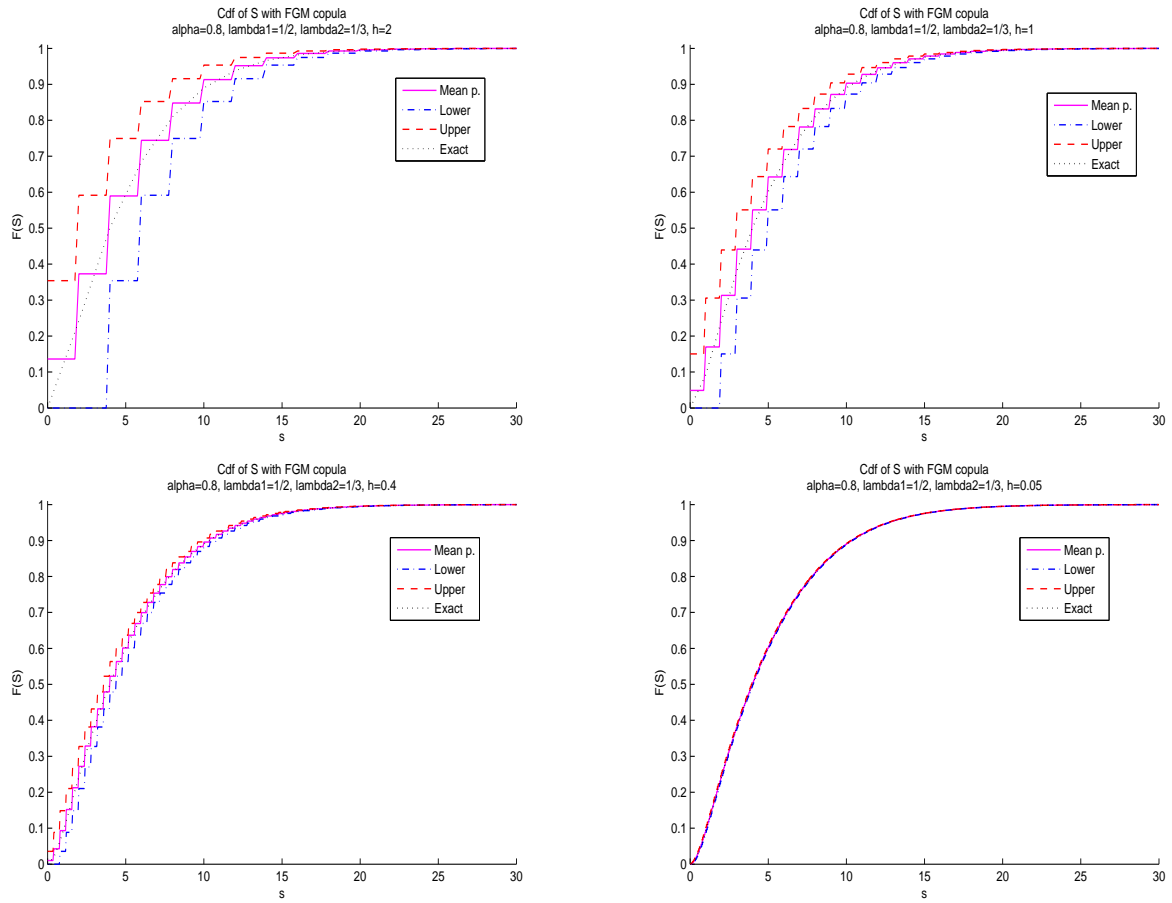 Cdf of S with FGM copula
alpha=0.8, lambda1=1/2, lambda2=1/3, h=2
1
0.9
0.8
0.7
0.6
0.5
0.4
0.3
0.2
0.1
0
F(S)
0 5 10 15 20 25 30
s
Mean p.
Lower
Upper
Exact
Cdf of S with FGM copula
alpha=0.8, lambda1=1/2, lambda2=1/3, h=1
1
0.9
0.8
0.7
0.6
0.5
0.4
0.3
0.2
0.1
0
F(S)
0 5 10 15 20 25 30
s
Mean p.
Lower
Upper
Exact
Cdf of S with FGM copula
alpha=0.8, lambda1=1/2, lambda2=1/3, h=0.4
1
0.9
0.8
0.7
0.6
0.5
0.4
0.3
0.2
0.1
0
F(S)
0 5 10 15 20 25 30
s
Mean p.
Lower
Upper
Exact
Cdf of S with FGM copula
alpha=0.8, lambda1=1/2, lambda2=1/3, h=0.05
1
0.9
0.8
0.7
0.6
0.5
0.4
0.3
0.2
0.1
0
F(S)
0 5 10 15 20 25 30
s
Mean p.
Lower
Upper
Exact